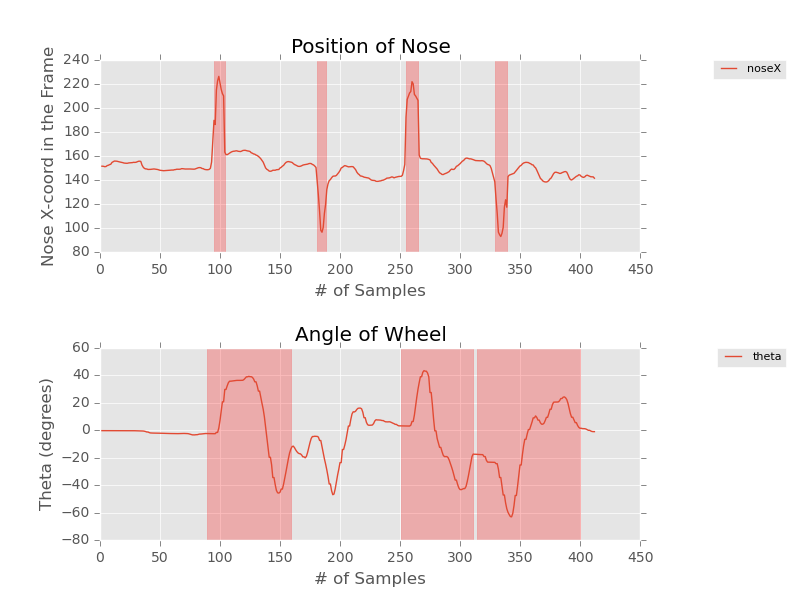 Position of Nose
240
220
200
180
160
140
120
100
80
Nose X-coord in the Frame
0 50 100 150 200 250 300 350 400 450
# of Samples
noseX
Angle of Wheel
60
40
20
0
−20
−40
−60
−80
Theta (degrees)
0 50 100 150 200 250 300 350 400 450
# of Samples
theta